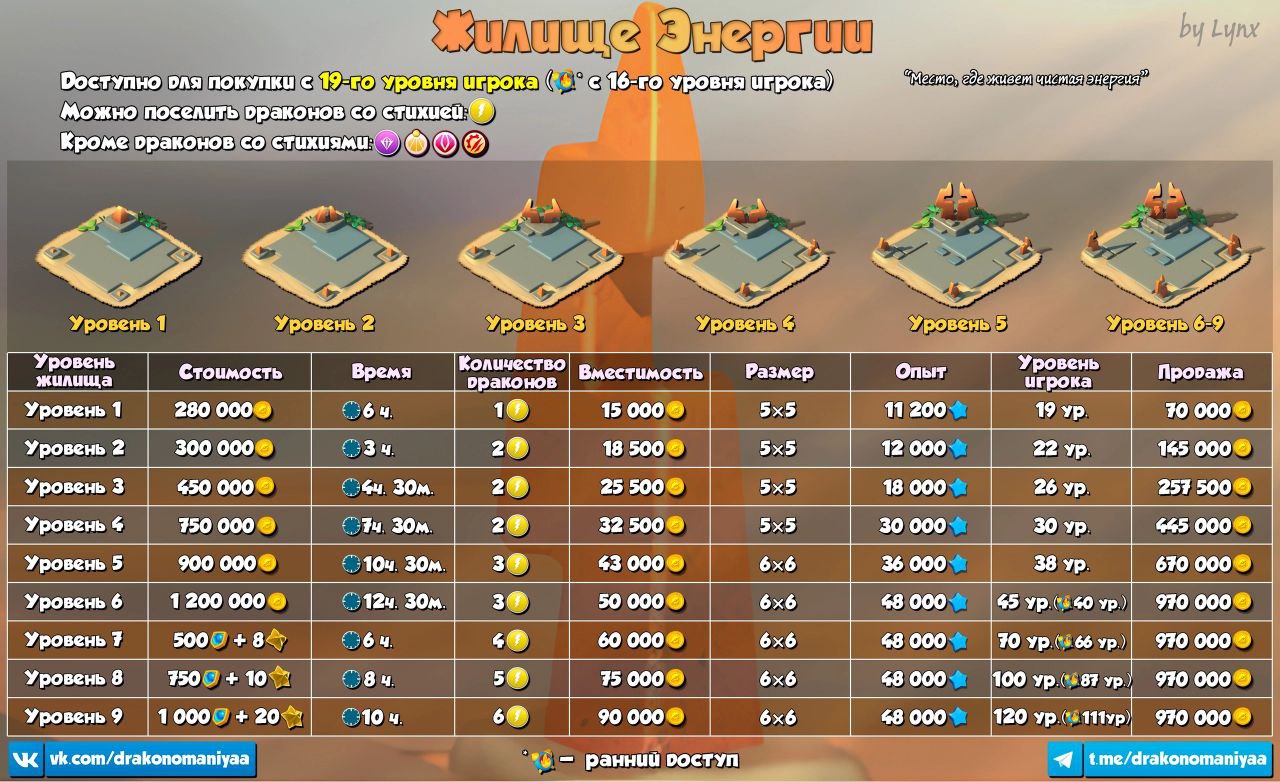 Жилище Энергии
by Lynx
Доступно для покупки с 19-го уровня игрока (* с 16-го уровня игрока)
"Место, где живет чистая энергия"
Можно поселить драконов со стихией:
Кроме драконов со стихиями:
Уровень 1 Уровень 2 Уровень 3 Уровень 4 Уровень 5 Уровень 6-9
Уровень жилища Стоимость Время Количество драконов Вместимость Размер Опыт Уровень игрока Продажа
Уровень 1 280 000 6 ч. 1 15 000 5×5 11 200 19 ур. 70 000
Уровень 2 300 000 3 ч. 2 18 500 5×5 12 000 22 ур. 145 000
Уровень 3 450 000 4ч. 30м. 2 25 500 5×5 18 000 26 ур. 257 500
Уровень 4 750 000 7ч. 30м. 2 32 500 5×5 30 000 30 ур. 445 000
Уровень 5 900 000 10ч. 30м. 3 43 000 6×6 36 000 38 ур. 670 000
Уровень 6 1 200 000 12ч. 30м. 3 50 000 6×6 48 000 45 ур.(40 ур.) 970 000
Уровень 7 500 + 8 6 ч. 4 60 000 6×6 48 000 70 ур.(66 ур.) 970 000
Уровень 8 750 + 10 8 ч. 5 75 000 6×6 48 000 100 ур.(87 ур.) 970 000
Уровень 9 1 000 + 20 10 ч. 6 90 000 6×6 48 000 120 ур.(111ур) 970 000
vk.com/drakonomaniyaa
* – ранний доступ
t.me/drakonomaniyaa